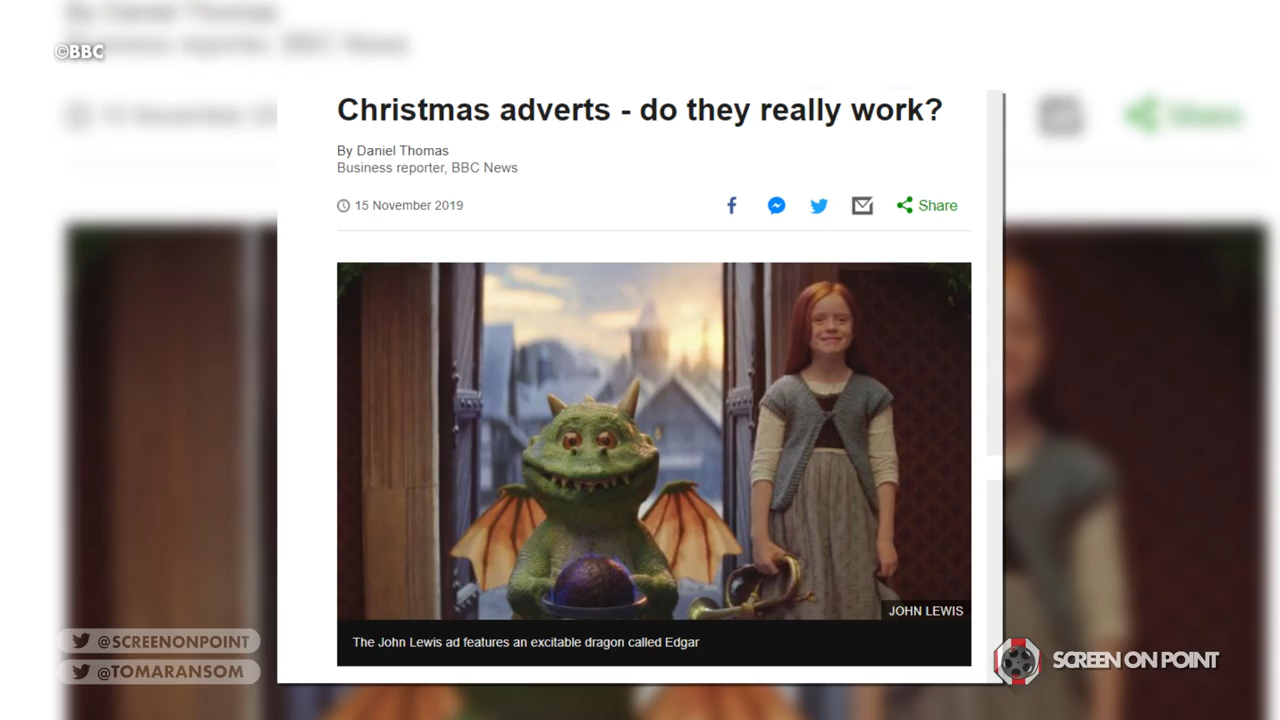 ©BBC
Christmas adverts - do they really work?
By Daniel Thomas
Business reporter, BBC News
15 November 2019
Share
JOHN LEWIS
The John Lewis ad features an excitable dragon called Edgar
@SCREENONPOINT
@TOMARANSOM
SCREEN ON POINT